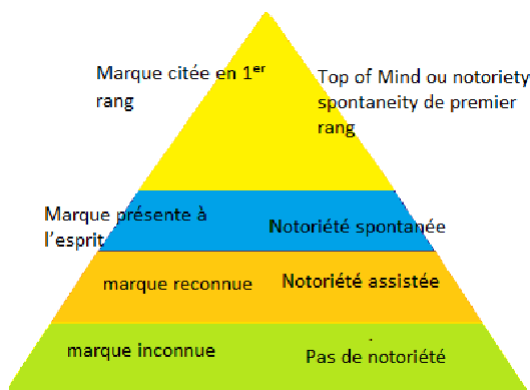 Marque citée en 1er
rang
Top of Mind ou notoriety
spontaneity de premier
rang
Marque présente à
l'esprit
Notoriété spontanée
marque reconnue
Notoriété assistée
marque inconnue
Pas de notoriété